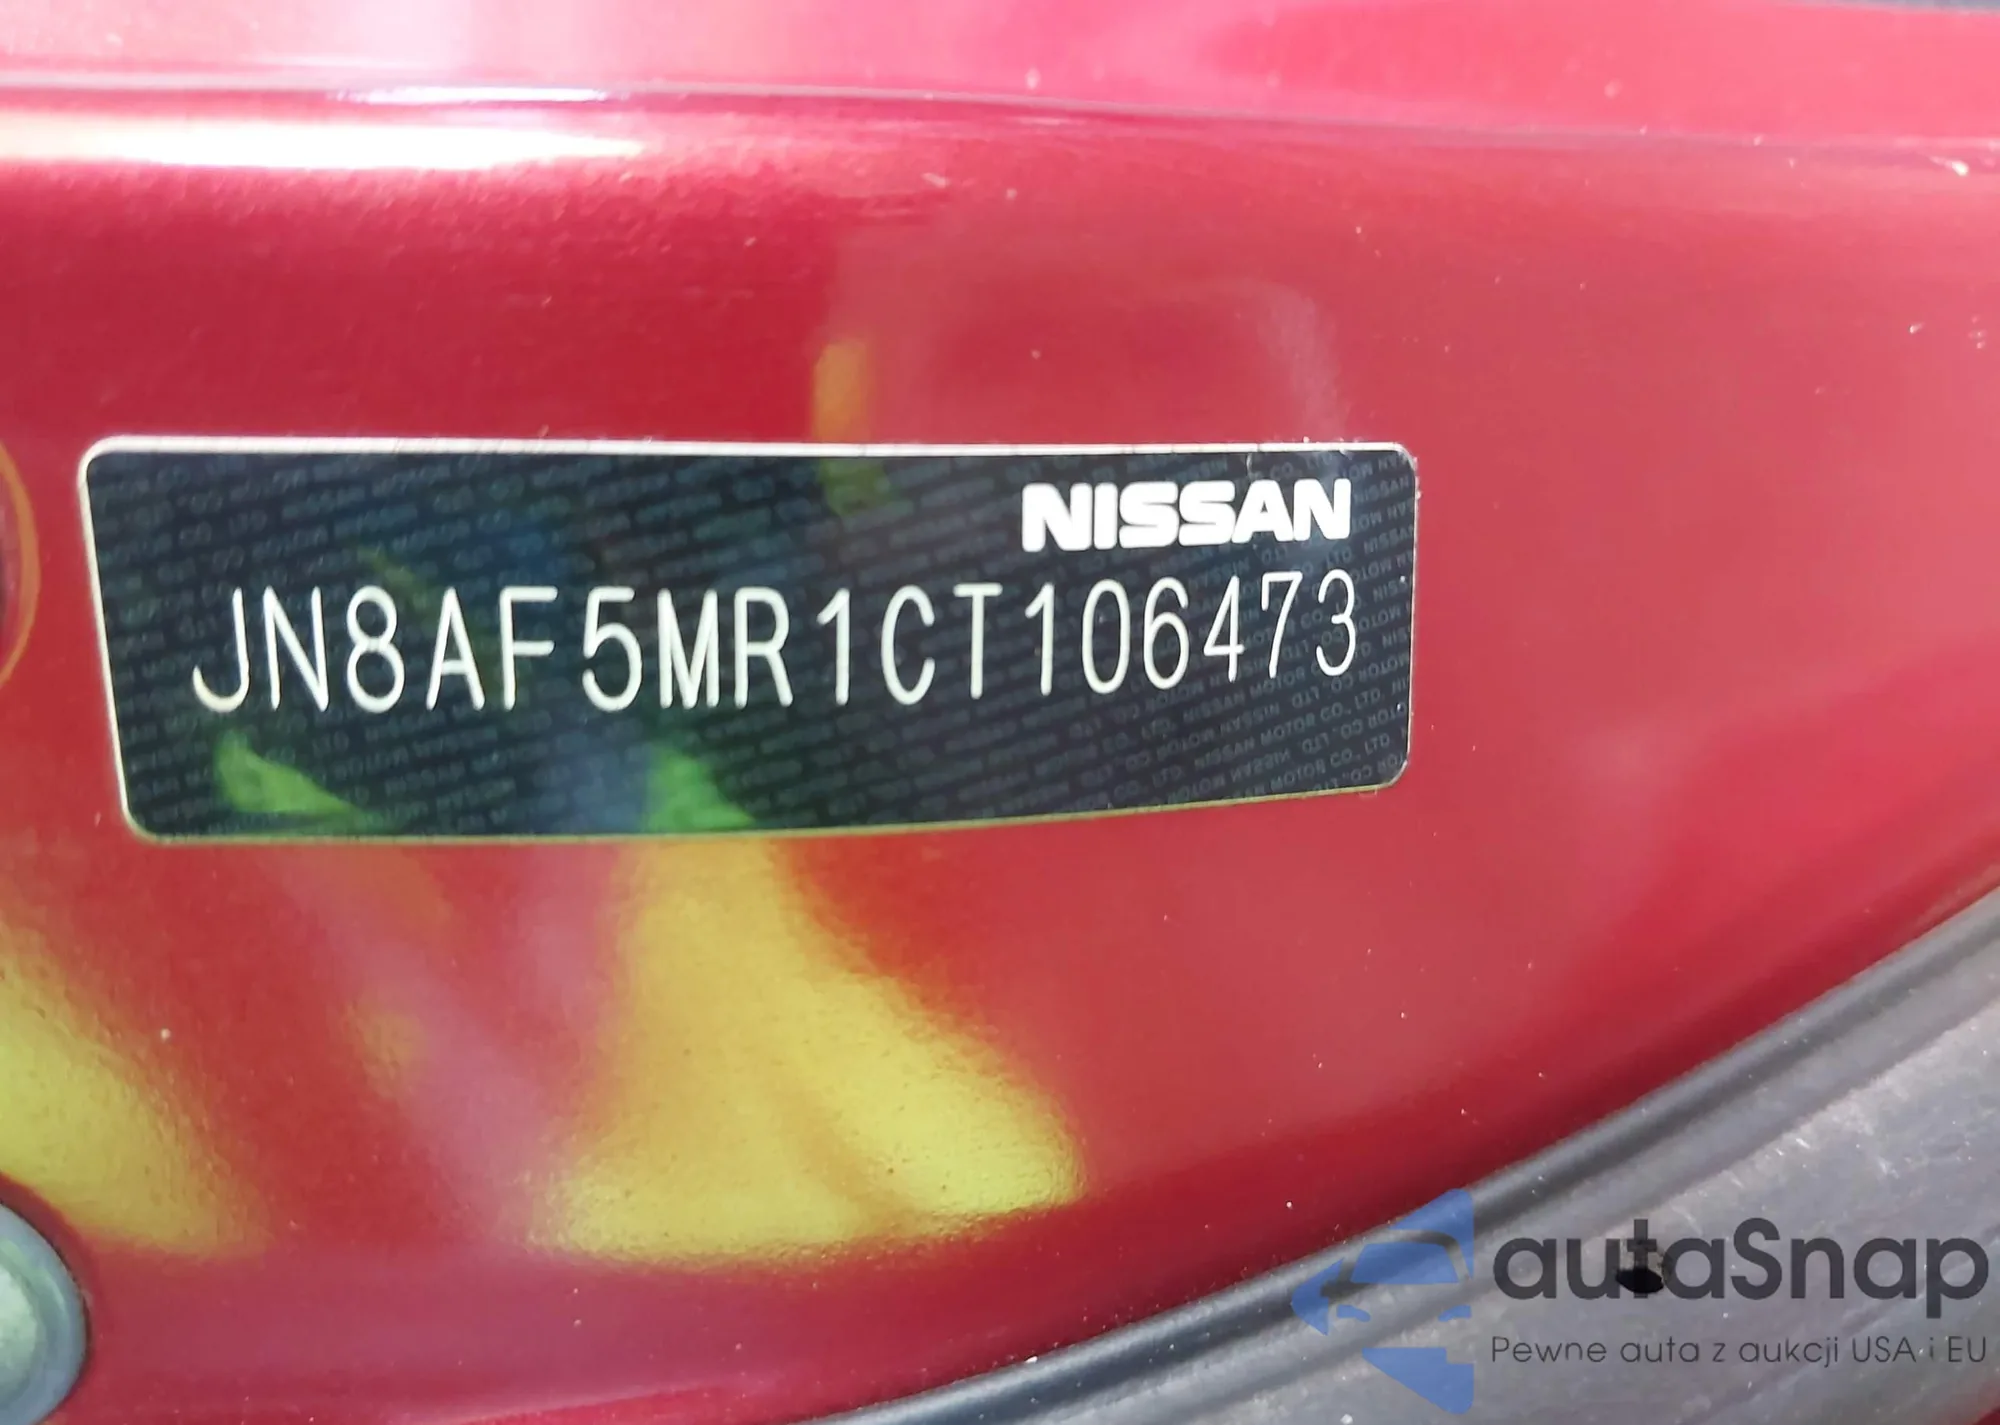 NISSAN
JN8AF5MR1CT106473
autaSnap
Pewne auta z aukcji USA i EU